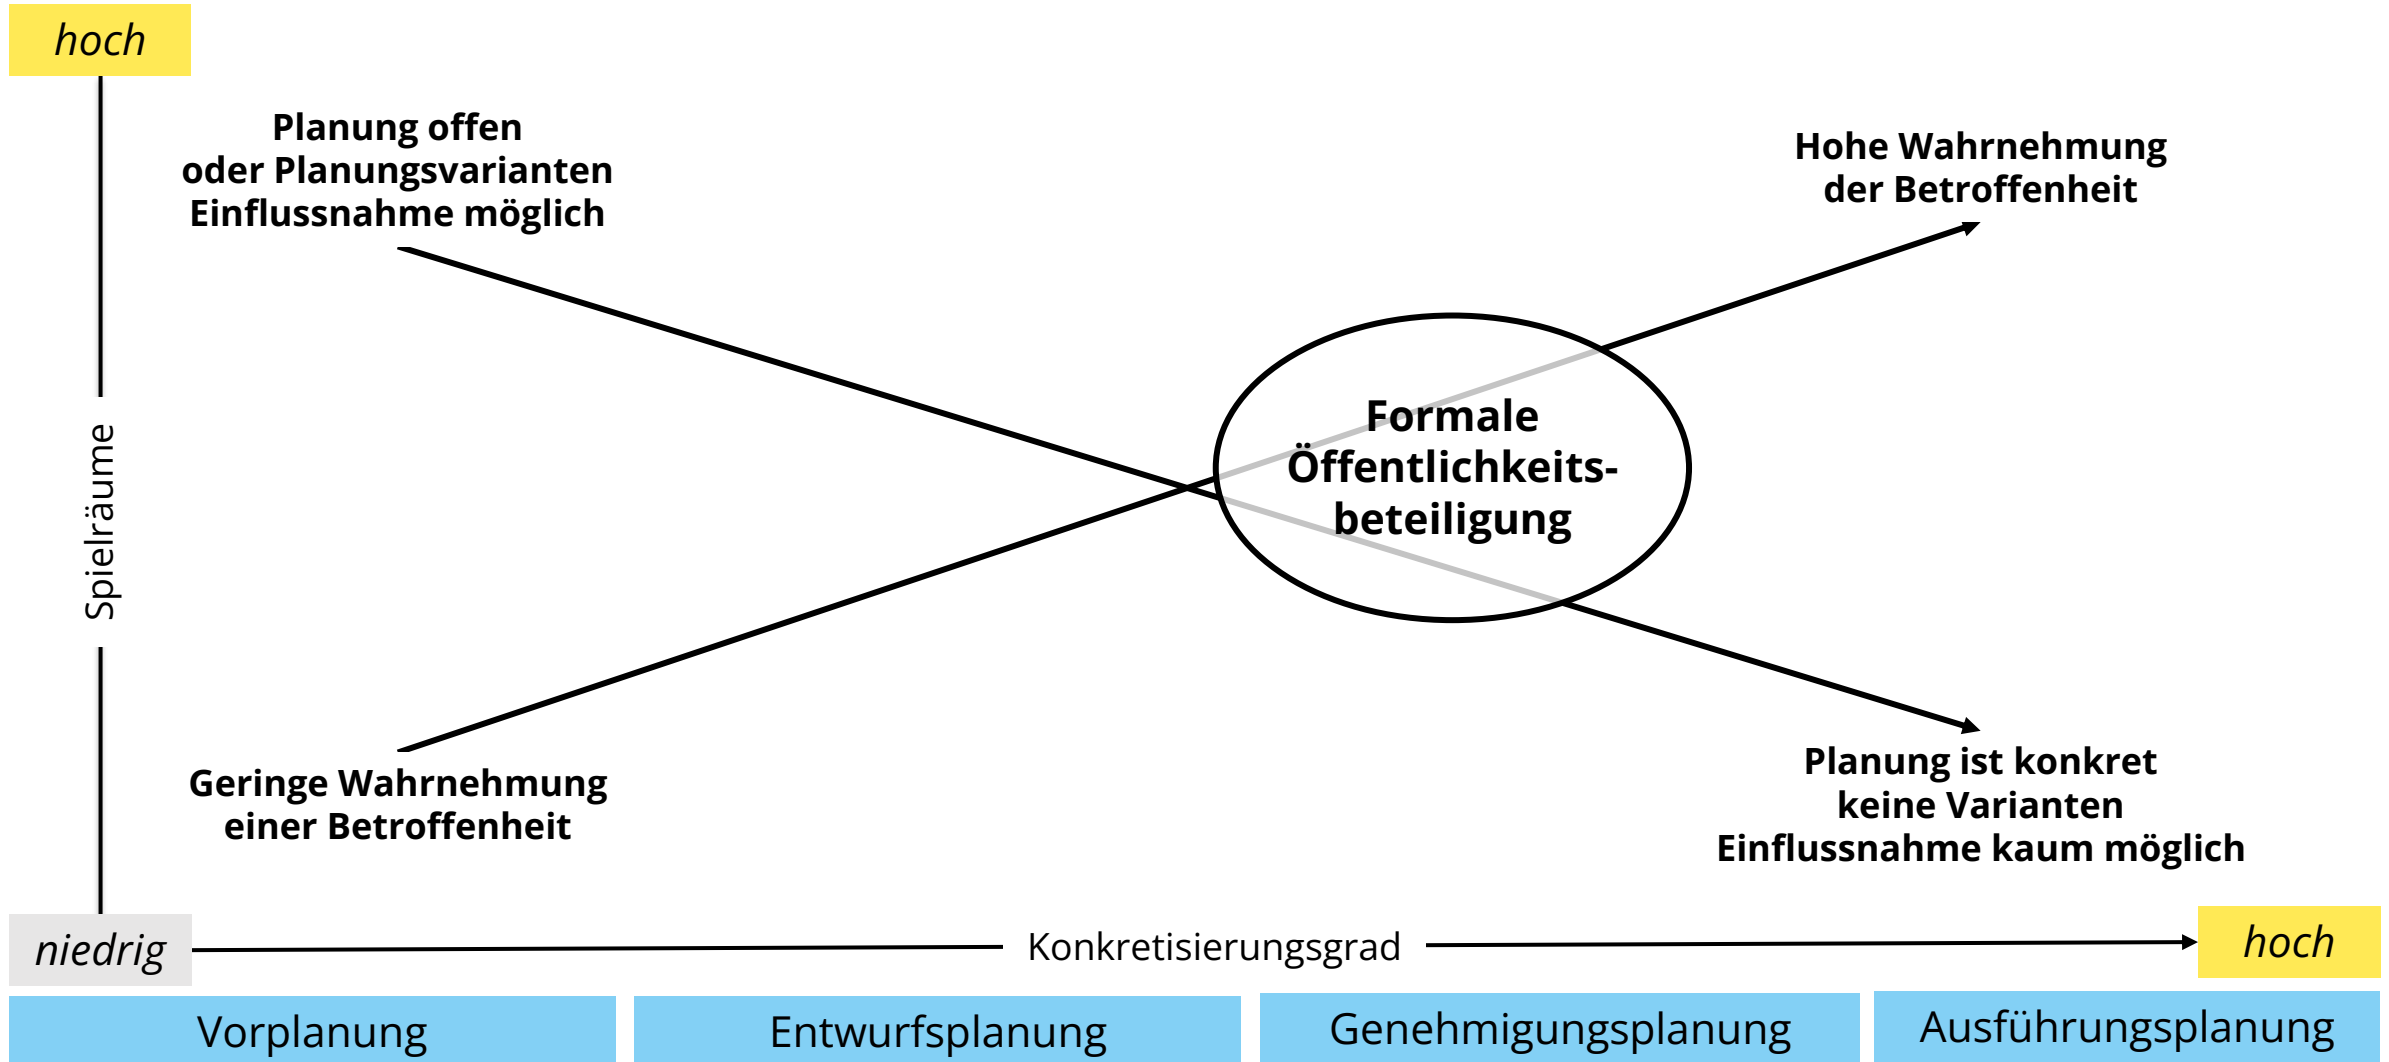 hoch
Planung offen
oder Planungsvarianten
Einflussnahme möglich
Hohe Wahrnehmung
der Betroffenheit
Formale
Öffentlichkeits-
beteiligung
Spielräume
Geringe Wahrnehmung
einer Betroffenheit
Planung ist konkret
keine Varianten
Einflussnahme kaum möglich
niedrig
Konkretisierungsgrad
hoch
Vorplanung
Entwurfsplanung
Genehmigungsplanung
Ausführungsplanung